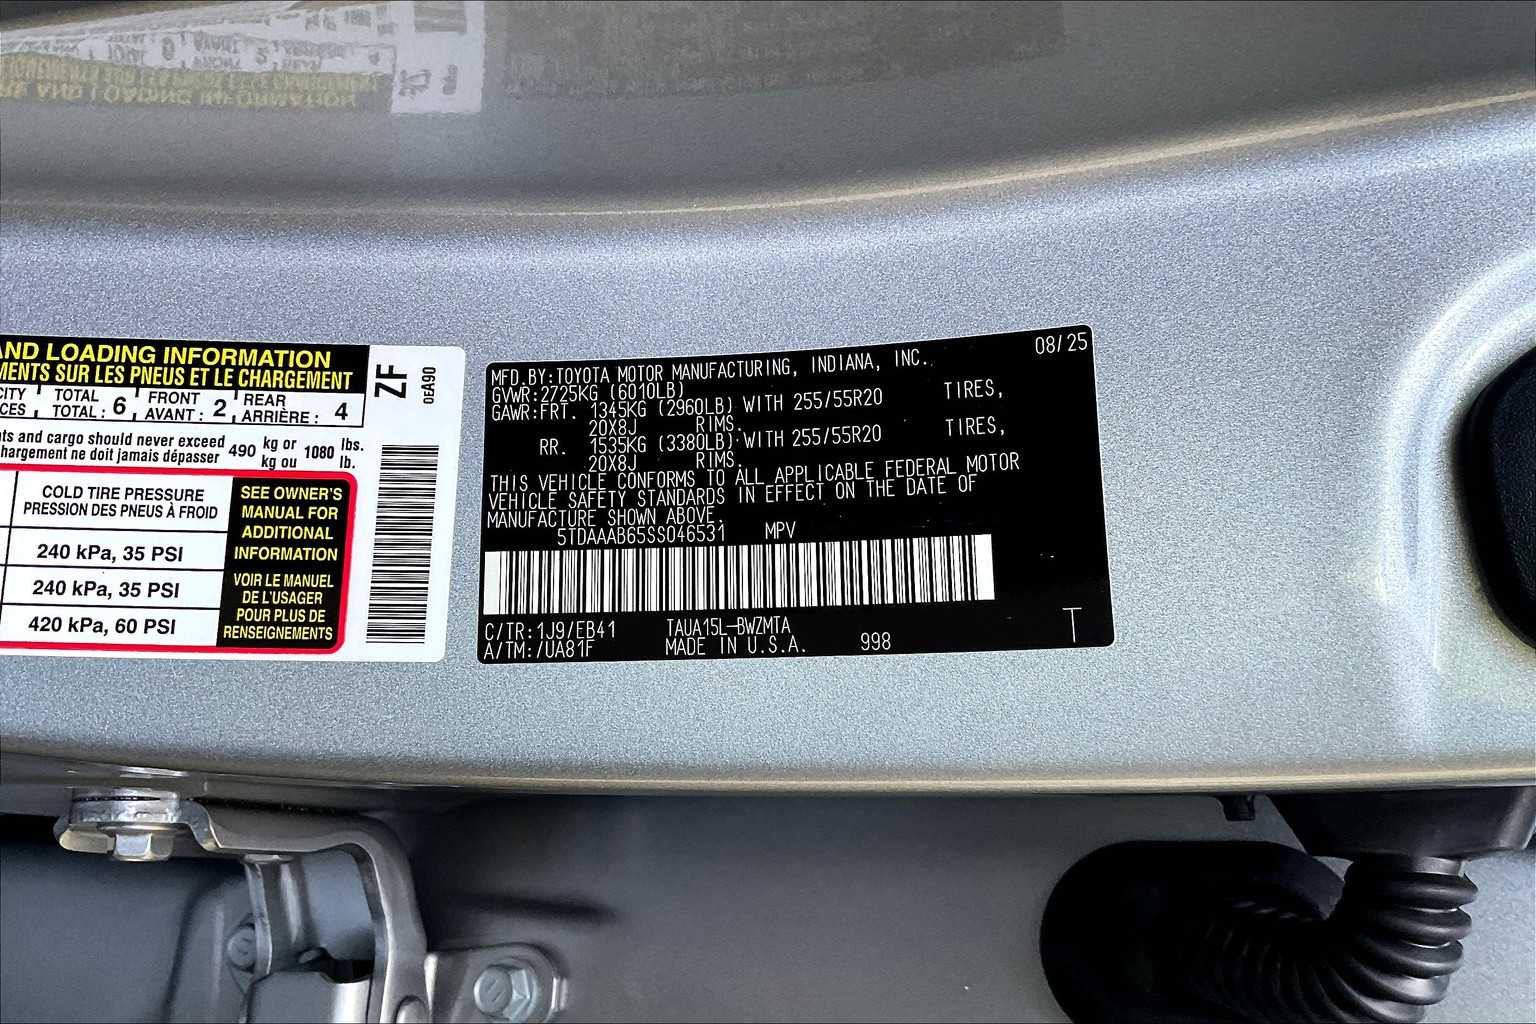 AND LOADING INFORMATION
MENTS SUR LES PNEUS ET LE CHARGEMENT
TOTAL FRONT REAR
TOTAL : 6 AVANT : 2 ARRIÈRE : 4
and cargo should never exceed 490 kg or 1080 lbs.
chargement ne doit jamais dépasser kg ou lb.
COLD TIRE PRESSURE
PRESSION DES PNEUS À FROID
240 kPa, 35 PSI
240 kPa, 35 PSI
420 kPa, 60 PSI
SEE OWNER'S
MANUAL FOR
ADDITIONAL
INFORMATION
VOIR LE MANUEL
DE L'USAGER
POUR PLUS DE
RENSEIGNEMENTS
ZF
0EA90
08/25
MFD.BY:TOYOTA MOTOR MANUFACTURING, INDIANA, INC.
GVWR:2725KG (6010LB)
GAWR:FRT. 1345KG (2960LB) WITH 255/55R20 TIRES,
20X8J RIMS.
RR. 1535KG (3380LB) WITH 255/55R20 TIRES,
20X8J RIMS.
THIS VEHICLE CONFORMS TO ALL APPLICABLE FEDERAL MOTOR
VEHICLE SAFETY STANDARDS IN EFFECT ON THE DATE OF
MANUFACTURE SHOWN ABOVE.
5TDAAAB65SS046531 MPV
C/TR:1J9/EB41 TAUA15L-BWZMTA
A/TM:/UA81F MADE IN U.S.A. 998
T